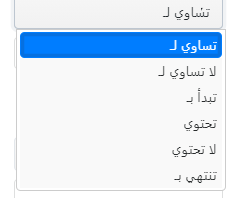 تساوي لـ
تساوي لـ
لا تساوي لـ
تبدأ بـ
تحتوي
لا تحتوي
تنتهي بـ